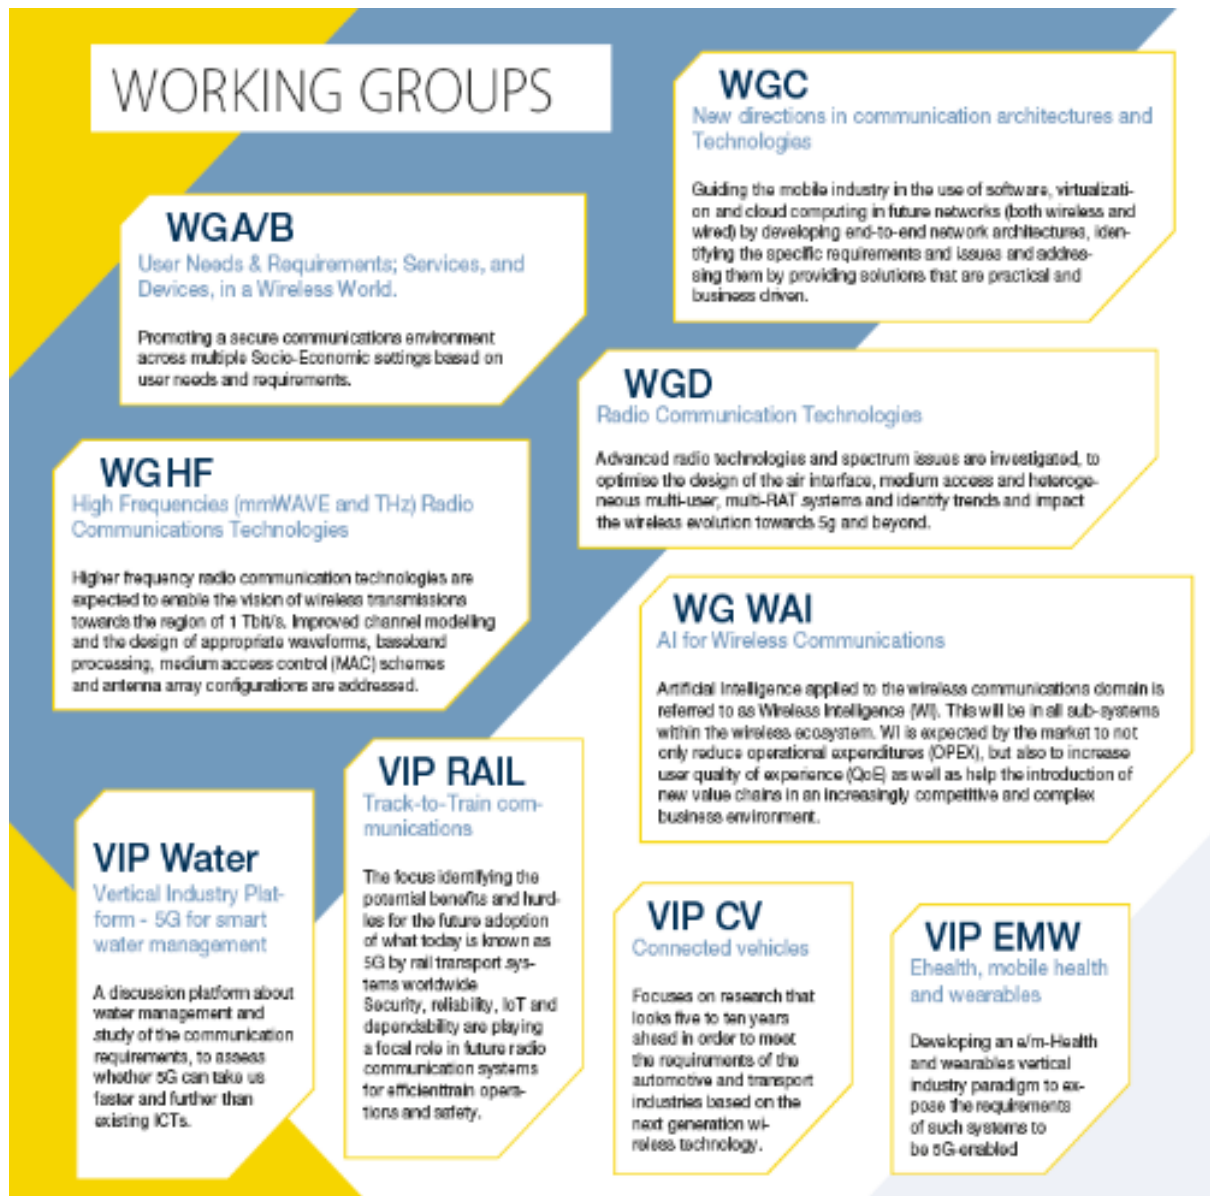 WORKING GROUPS
WGC
New directions in communication architectures and
Technologies
Guiding the mobile industry in the use of software, virtualizati-
on and cloud computing in future networks (both wireless and
wired) by developing end-to-end network architectures, iden-
tifying the specific requirements and issues and addres-
sing them by providing solutions that are practical and
business driven.
WGA/B
User Needs & Requirements; Services, and
Devices, in a Wireless World.
Promoting a secure communications environment
across multiple Socio-Economic settings based on
user needs and requirements.
WGD
Radio Communication Technologies
Advanced radio technologies and spectrum issues are investigated, to
optimise the design of the air interface, medium access and heteroge-
neous multi-user, multi-RAT systems and identify trends and impact
the wireless evolution towards 5g and beyond.
WGHF
High Frequencies (mmWAVE and THz) Radio
Communications Technologies
Higher frequency radio communication technologies are
expected to enable the vision of wireless transmissions
towards the region of 1 Tbit/s. Improved channel modelling
and the design of appropriate waveforms, baseband
processing, medium access control (MAC) schemes
and antenna array configurations are addressed.
WG WAI
AI for Wireless Communications
Artificial Intelligence applied to the wireless communications domain is
referred to as Wireless Intelligence (WI). This will be in all sub-systems
within the wireless ecosystem. WI is expected by the market to not
only reduce operational expenditures (OPEX), but also to increase
user quality of experience (QoE) as well as help the introduction of
new value chains in an increasingly competitive and complex
business environment.
VIP Water
Vertical Industry Plat-
form - 5G for smart
water management
A discussion platform about
water management and
study of the communication
requirements, to assess
whether 5G can take us
faster and further than
existing ICTs.
VIP RAIL
Track-to-Train com-
munications
The focus identifying the
potential benefits and hurd-
les for the future adoption
of what today is known as
5G by rail transport sys-
tems worldwide
Security, reliability, IoT and
dependability are playing
a focal role in future radio
communication systems
for efficienttrain opera-
tions and safety.
VIP CV
Connected vehicles
Focuses on research that
looks five to ten years
ahead in order to meet
the requirements of the
automotive and transport
industries based on the
next generation wi-
reless technology.
VIP EMW
Ehealth, mobile health
and wearables
Developing an e/m-Health
and wearables vertical
industry paradigm to ex-
pose the requirements
of such systems to
be 5G-enabled